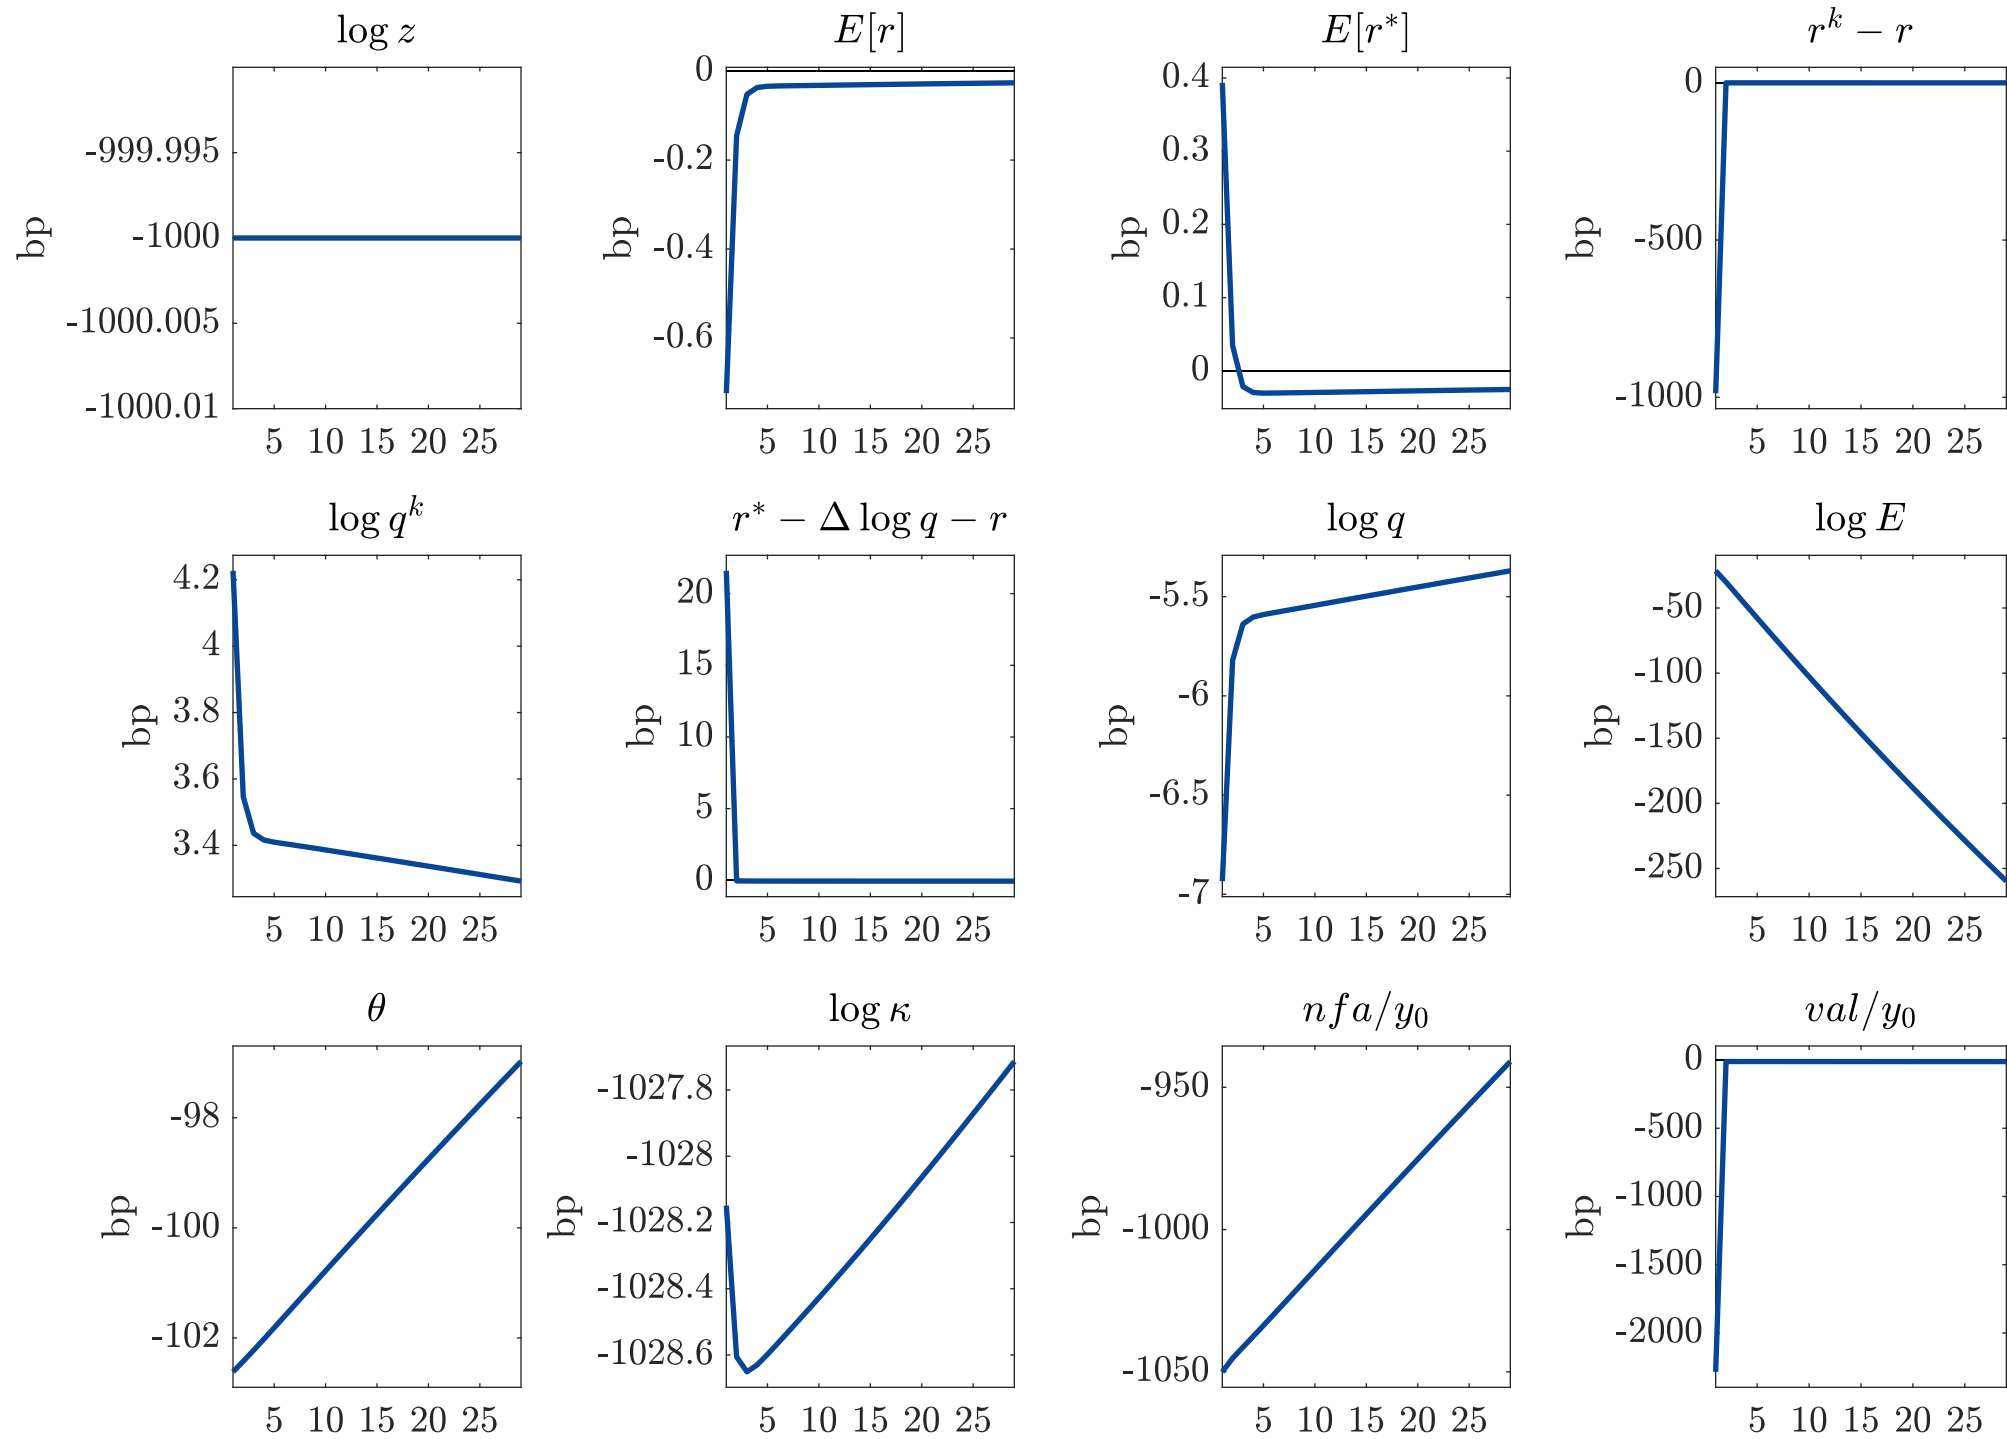 log z
bp
-999.995
-1000
-1000.005
-1000.01
5 10 15 20 25
E[r]
bp
0
-0.2
-0.4
-0.6
5 10 15 20 25
E[r*]
bp
0.4
0.3
0.2
0.1
0
5 10 15 20 25
r^k − r
bp
0
-500
-1000
5 10 15 20 25
log q^k
bp
4.2
4
3.8
3.6
3.4
5 10 15 20 25
r* − Δ log q − r
bp
20
15
10
5
0
5 10 15 20 25
log q
bp
-5.5
-6
-6.5
-7
5 10 15 20 25
log E
bp
-50
-100
-150
-200
-250
5 10 15 20 25
θ
bp
-98
-100
-102
5 10 15 20 25
log κ
bp
-1027.8
-1028
-1028.2
-1028.4
-1028.6
5 10 15 20 25
nfa/y₀
bp
-950
-1000
-1050
5 10 15 20 25
val/y₀
bp
0
-500
-1000
-1500
-2000
5 10 15 20 25